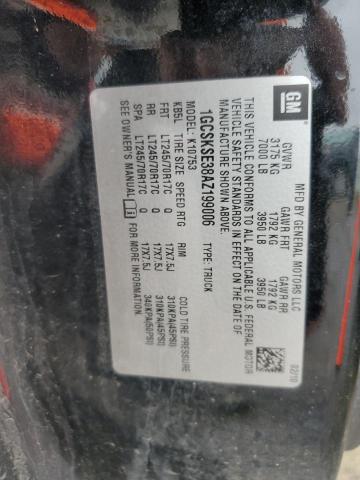 GM
MFD BY GENERAL MOTORS LLC
02/10
GVWR GAWR FRT GAWR RR
3175 KG 1792 KG 1792 KG
7000 LB 3950 LB 3950 LB
THIS VEHICLE CONFORMS TO ALL APPLICABLE U.S. FEDERAL MOTOR
VEHICLE SAFETY STANDARDS IN EFFECT ON THE DATE OF
MANUFACTURE SHOWN ABOVE.
1GCSKSE38AZ199006 TYPE: TRUCK
MODEL: K10753
KB5L TIRE SIZE SPEED RTG RIM COLD TIRE PRESSURE
FRT LT245/70R17C Q 17X7.5J 310KPA(45PSI)
RR LT245/70R17C Q 17X7.5J 310KPA(45PSI)
SPA LT245/70R17C Q 17X7.5J 340KPA(50PSI)
SEE OWNER'S MANUAL FOR MORE INFORMATION.